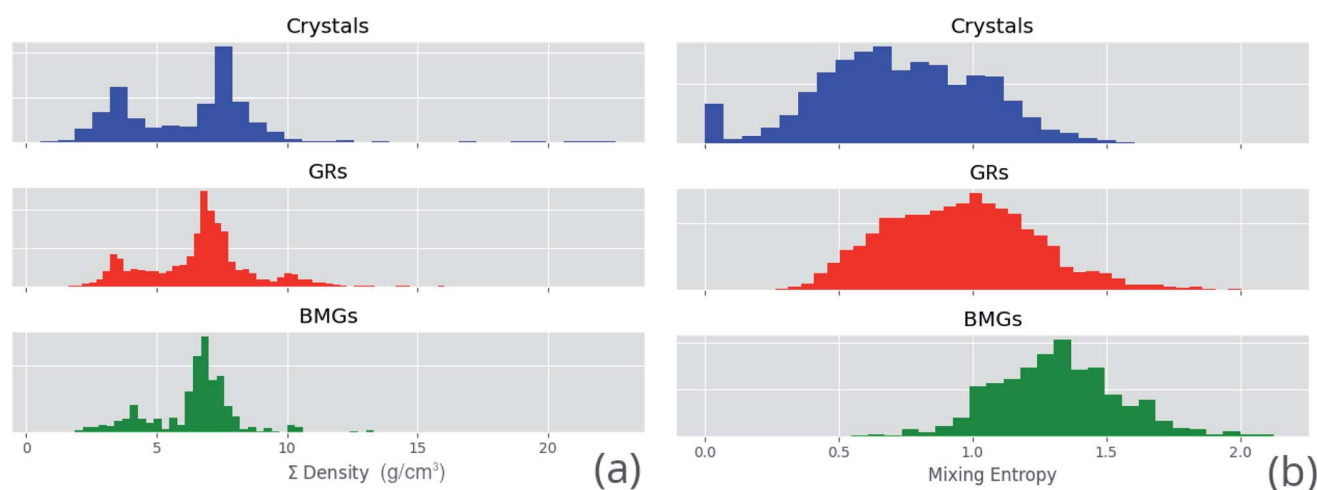 Crystals
GRs
BMGs
0 5 10 15 20
Σ Density (g/cm³)
(a)
Crystals
GRs
BMGs
0.0 0.5 1.0 1.5 2.0
Mixing Entropy
(b)